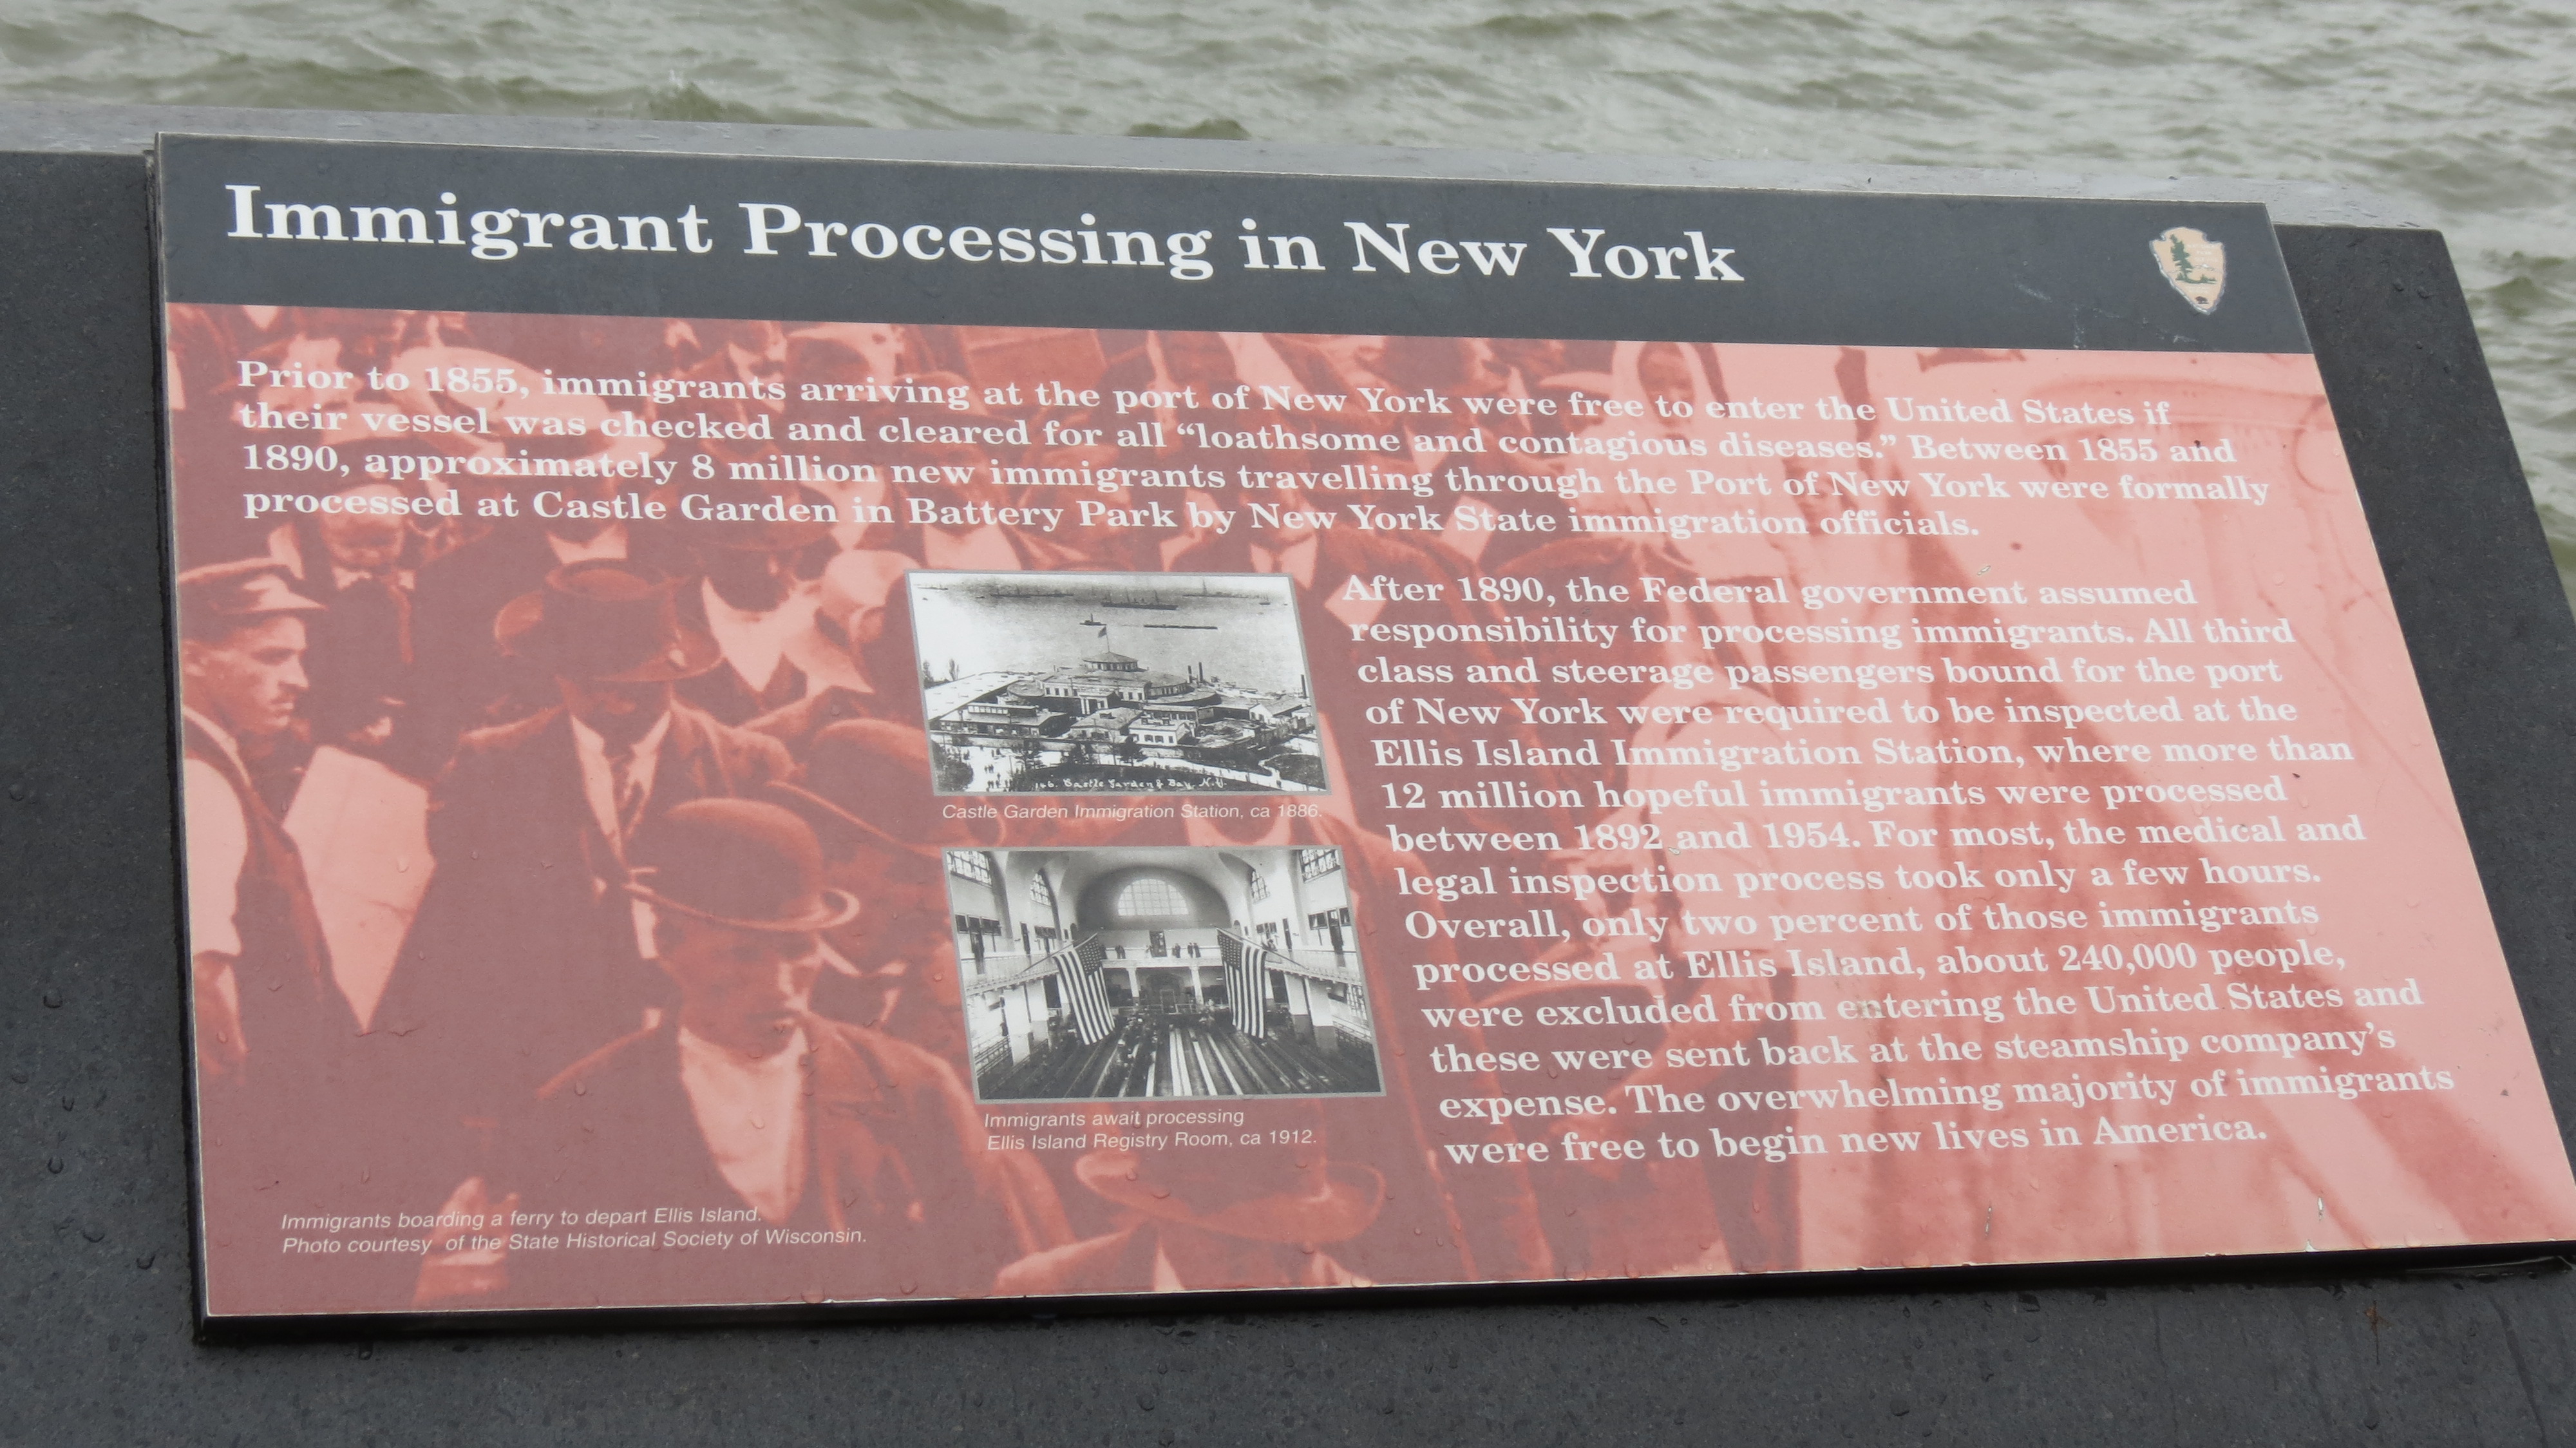 Immigrant Processing in New York
Prior to 1855, immigrants arriving at the port of New York were free to enter the United States if
their vessel was checked and cleared for all “loathsome and contagious diseases.” Between 1855 and
1890, approximately 8 million new immigrants travelling through the Port of New York were formally
processed at Castle Garden in Battery Park by New York State immigration officials.
After 1890, the Federal government assumed
responsibility for processing immigrants. All third
class and steerage passengers bound for the port
of New York were required to be inspected at the
Ellis Island Immigration Station, where more than
12 million hopeful immigrants were processed
between 1892 and 1954. For most, the medical and
legal inspection process took only a few hours.
Overall, only two percent of those immigrants
processed at Ellis Island, about 240,000 people,
were excluded from entering the United States and
these were sent back at the steamship company’s
expense. The overwhelming majority of immigrants
were free to begin new lives in America.
Castle Garden & Bay, N.Y.
Castle Garden Immigration Station, ca 1886.
Immigrants await processing
Ellis Island Registry Room, ca 1912.
Immigrants boarding a ferry to depart Ellis Island.
Photo courtesy of the State Historical Society of Wisconsin.